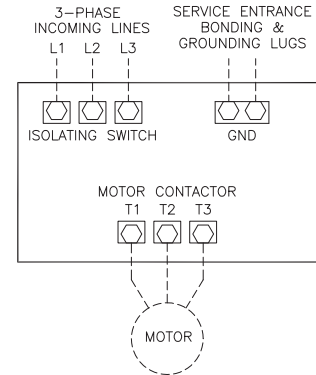 3-PHASE
INCOMING LINES
L1 L2 L3
SERVICE ENTRANCE
BONDING &
GROUNDING LUGS
ISOLATING SWITCH
GND
MOTOR CONTACTOR
T1 T2 T3
MOTOR